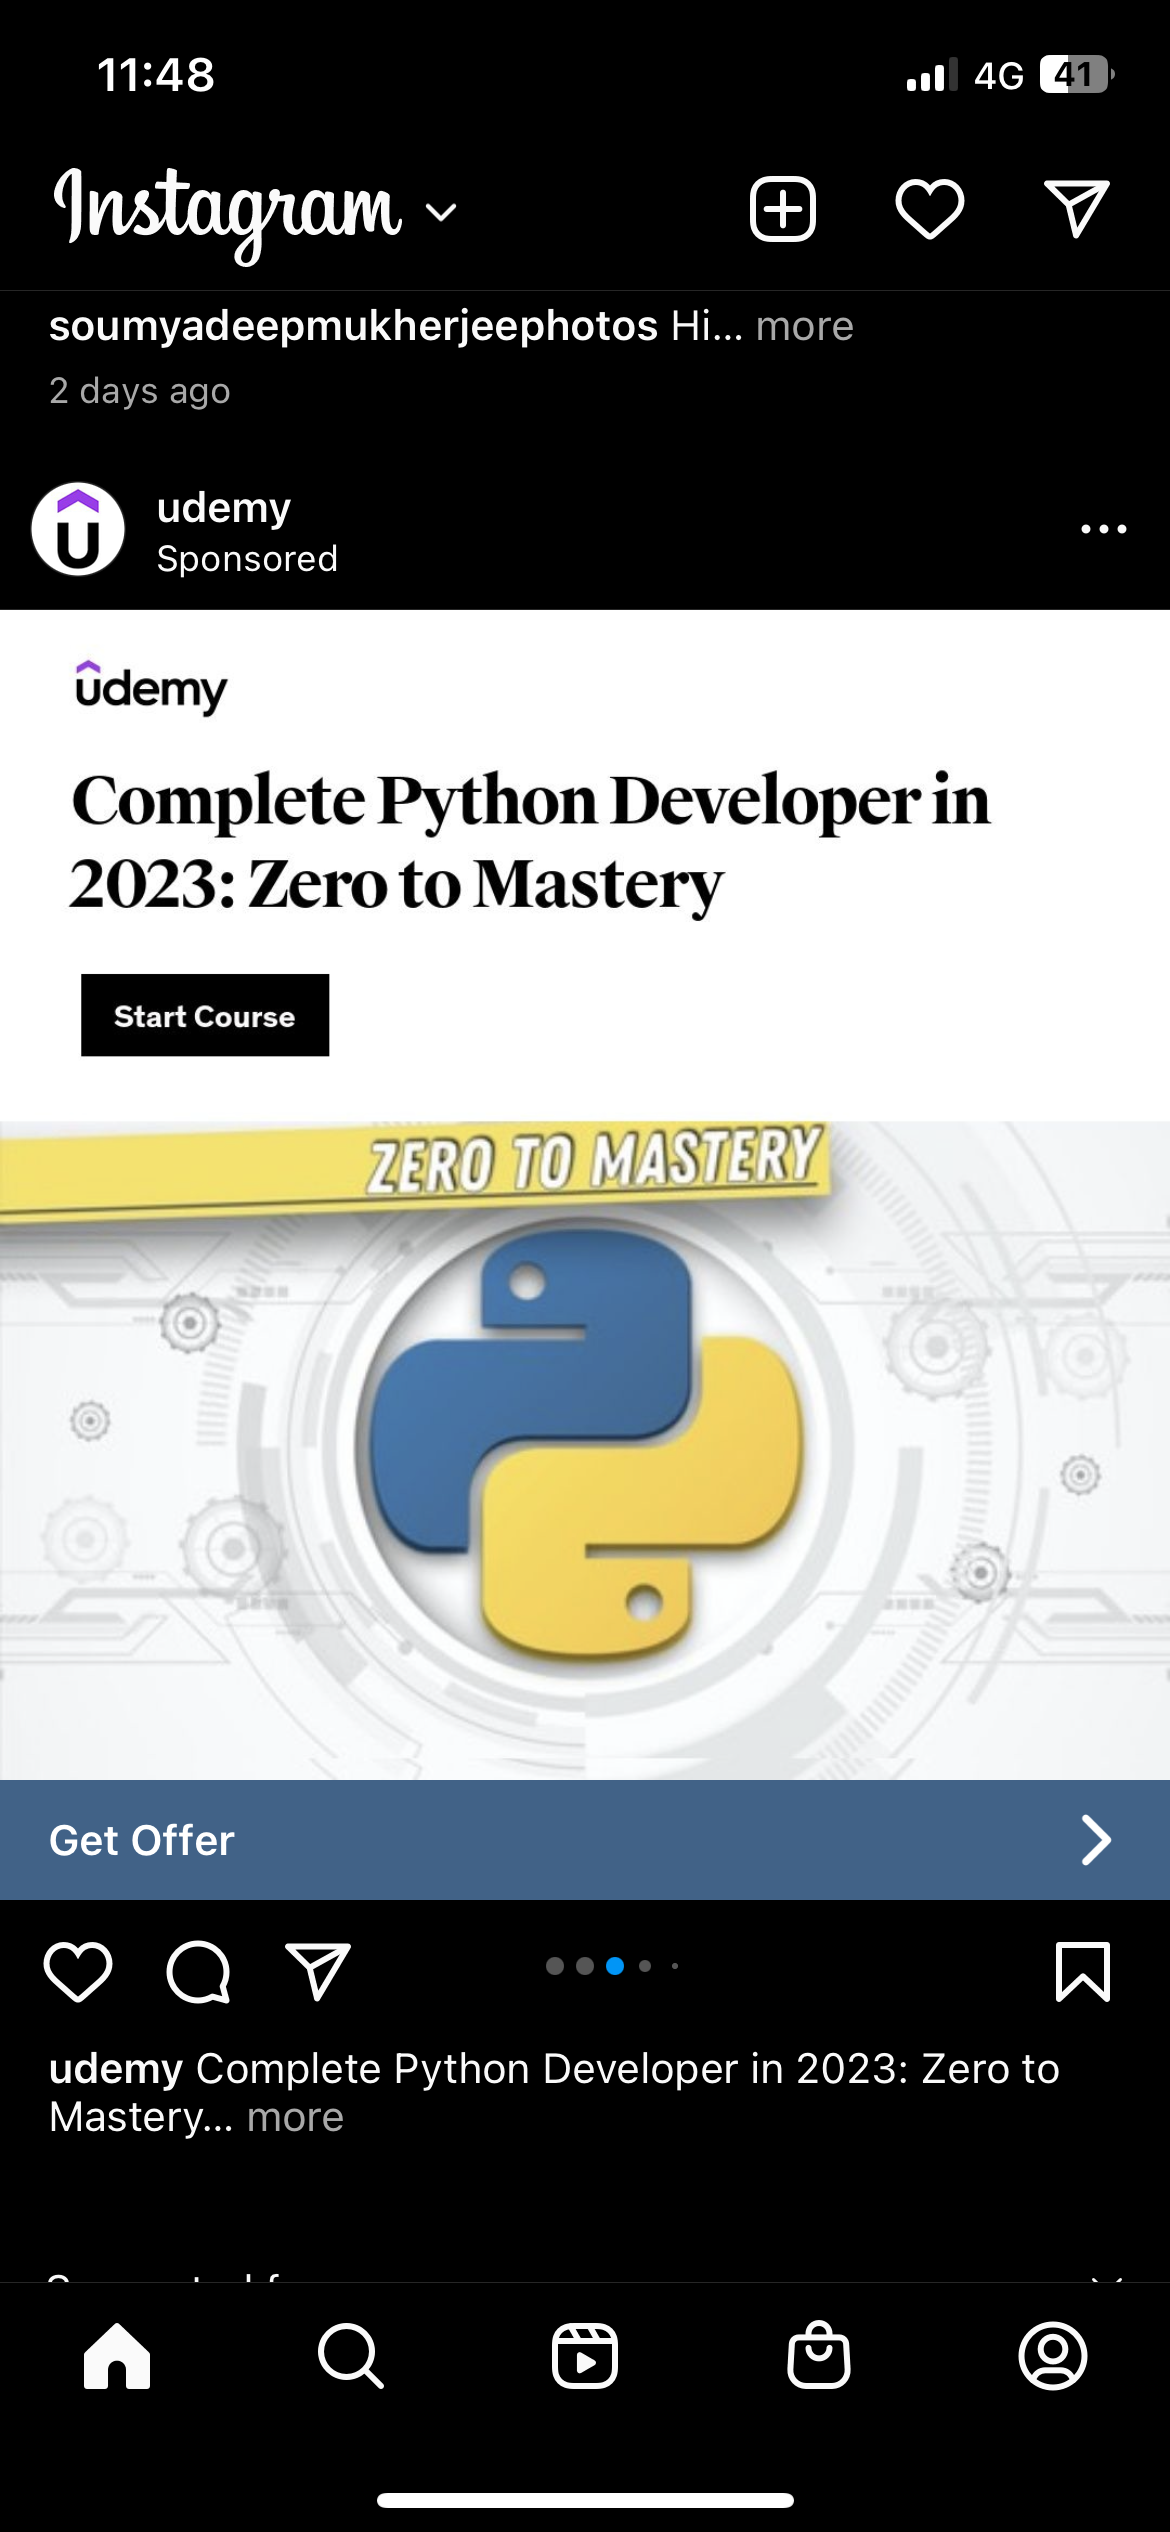 11:48
4G 41
Instagram
soumyadeepmukherjeephotos Hi... more
2 days ago
udemy
Sponsored
udemy
Complete Python Developer in
2023: Zero to Mastery
Start Course
ZERO TO MASTERY
Get Offer
udemy Complete Python Developer in 2023: Zero to
Mastery... more